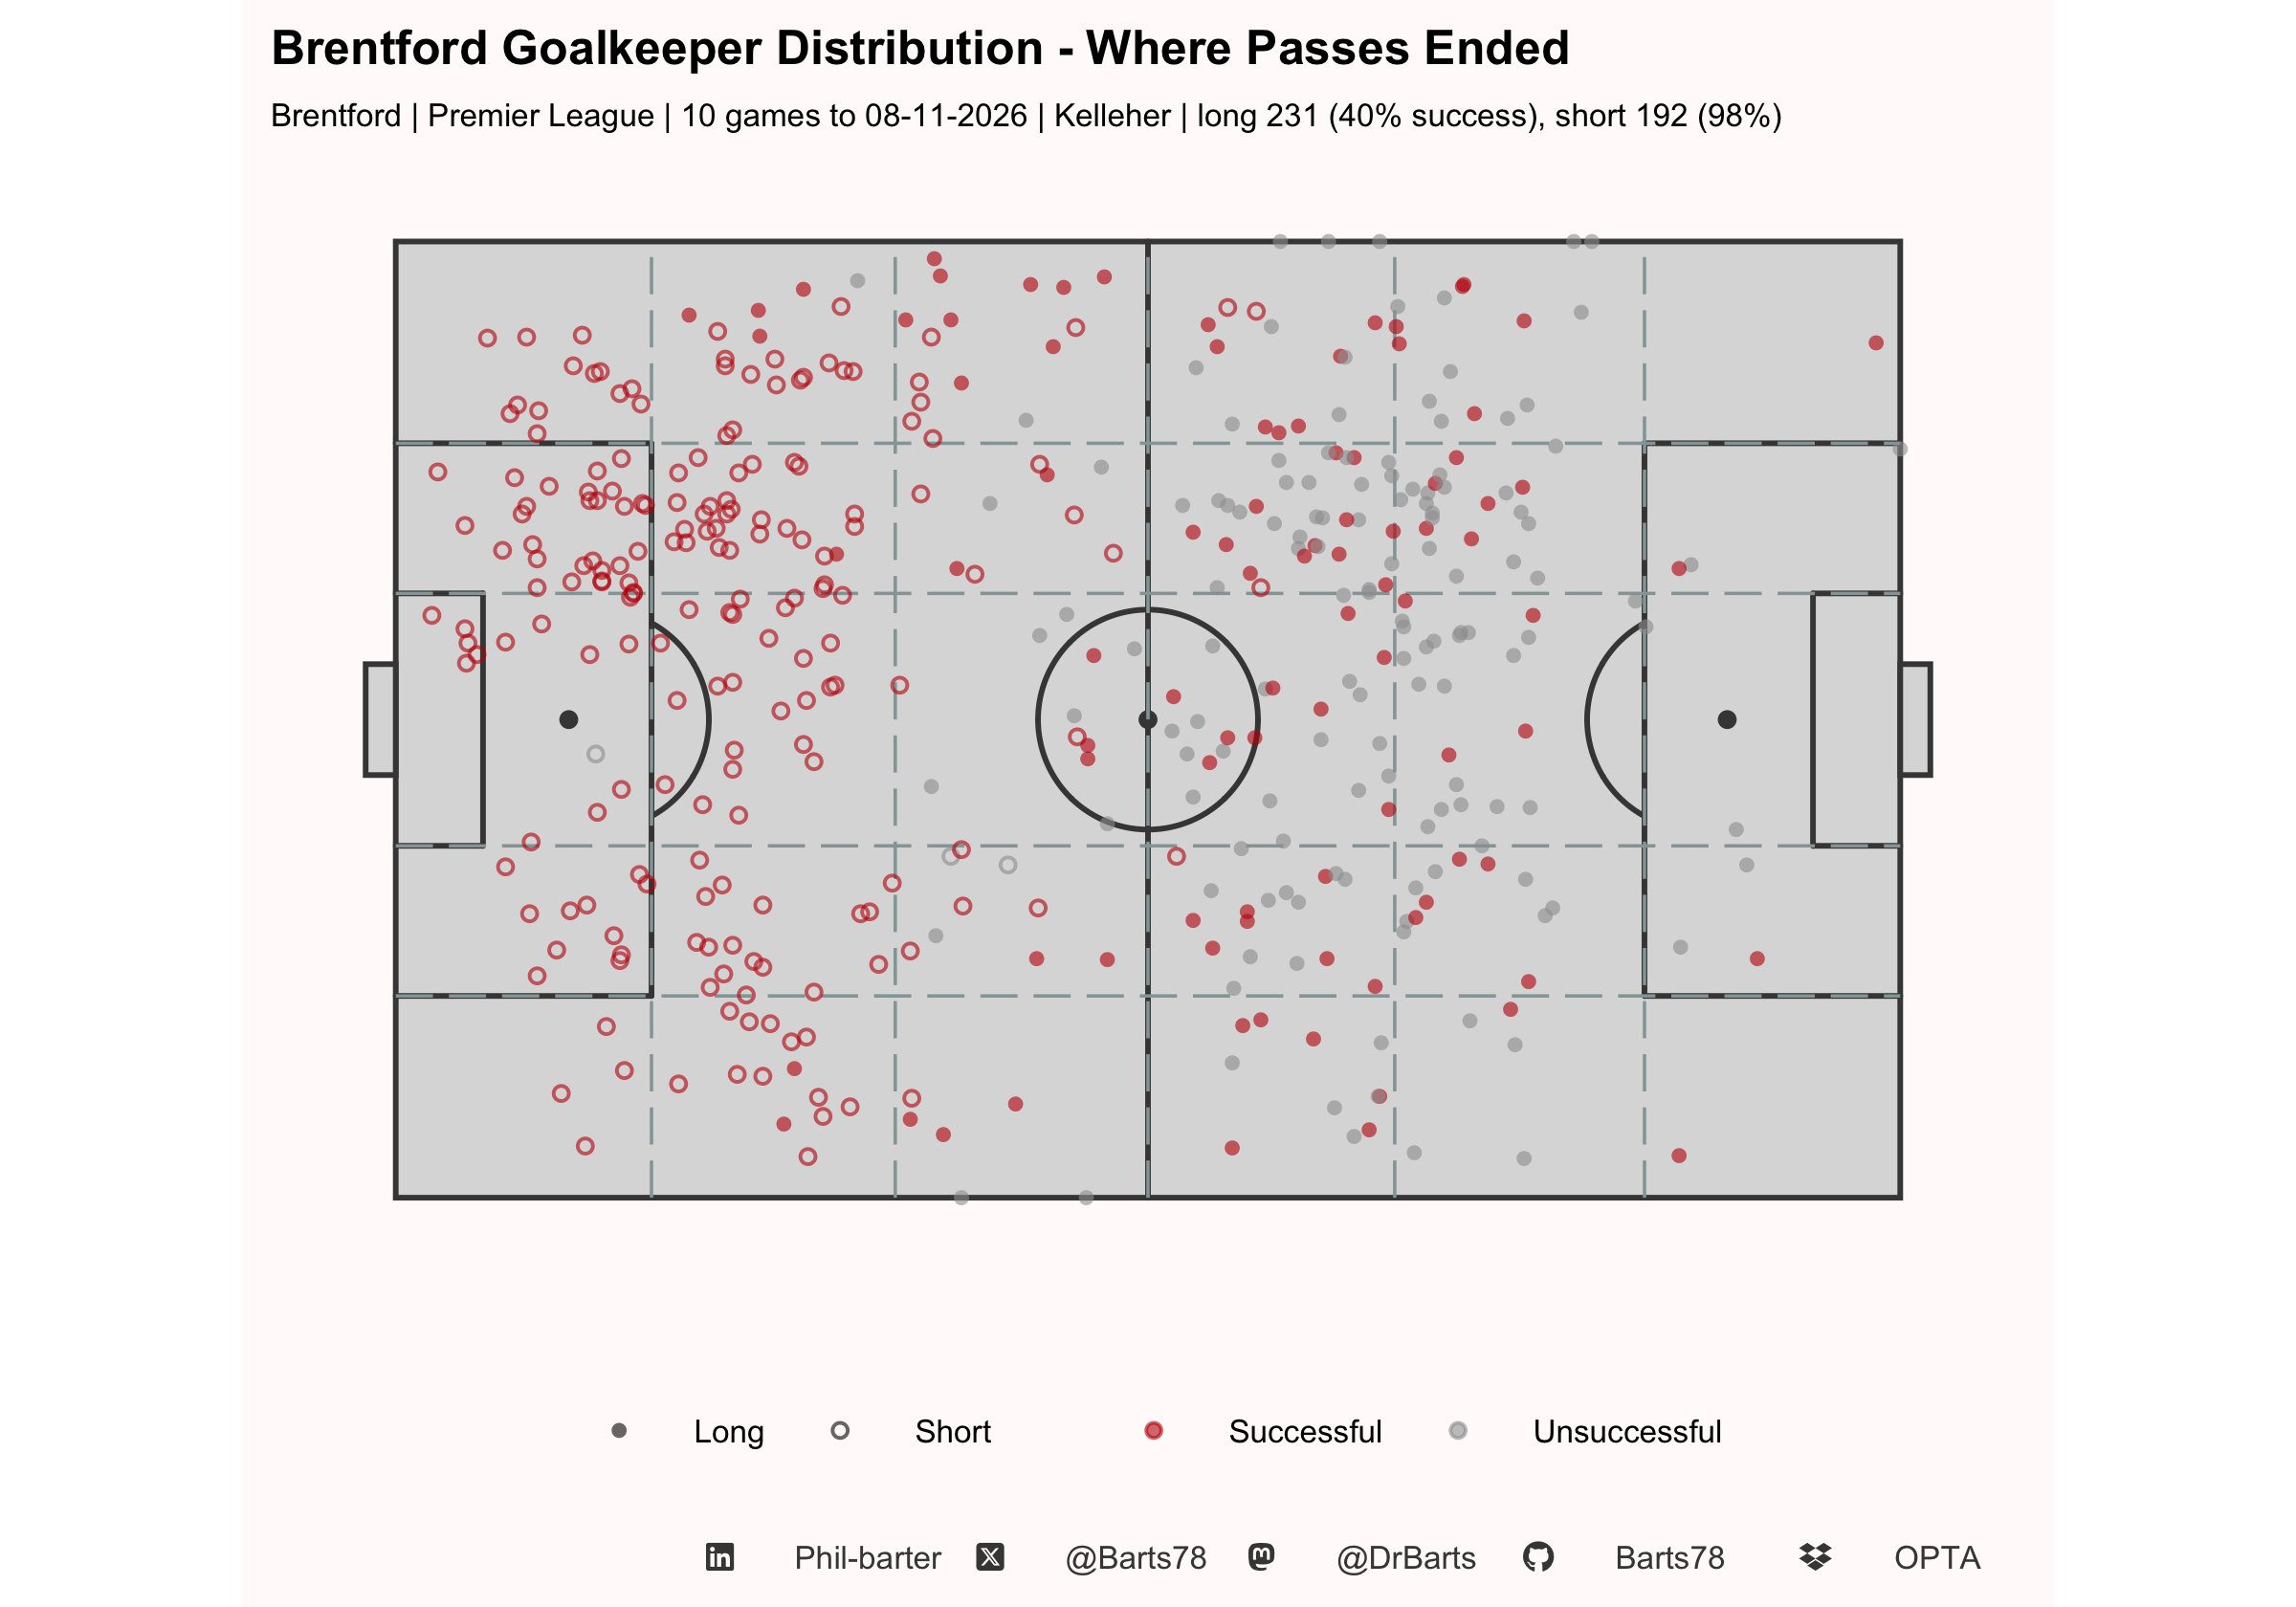 Brentford Goalkeeper Distribution - Where Passes Ended
Brentford | Premier League | 10 games to 08-11-2026 | Kelleher | long 231 (40% success), short 192 (98%)
Long Short Successful Unsuccessful
Phil-barter @Barts78 @DrBarts Barts78 OPTA